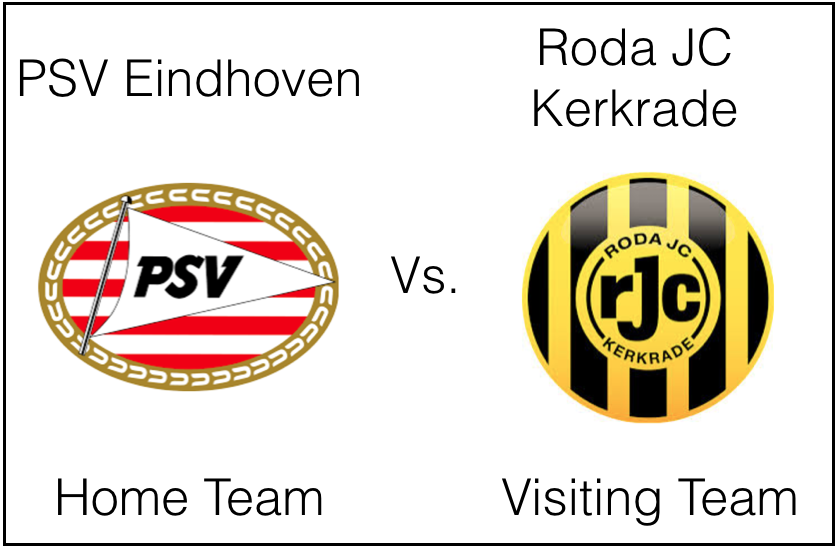 PSV Eindhoven
Roda JC
Kerkrade
PSV
Vs.
RODA JC
rJc
KERKRADE
Home Team
Visiting Team